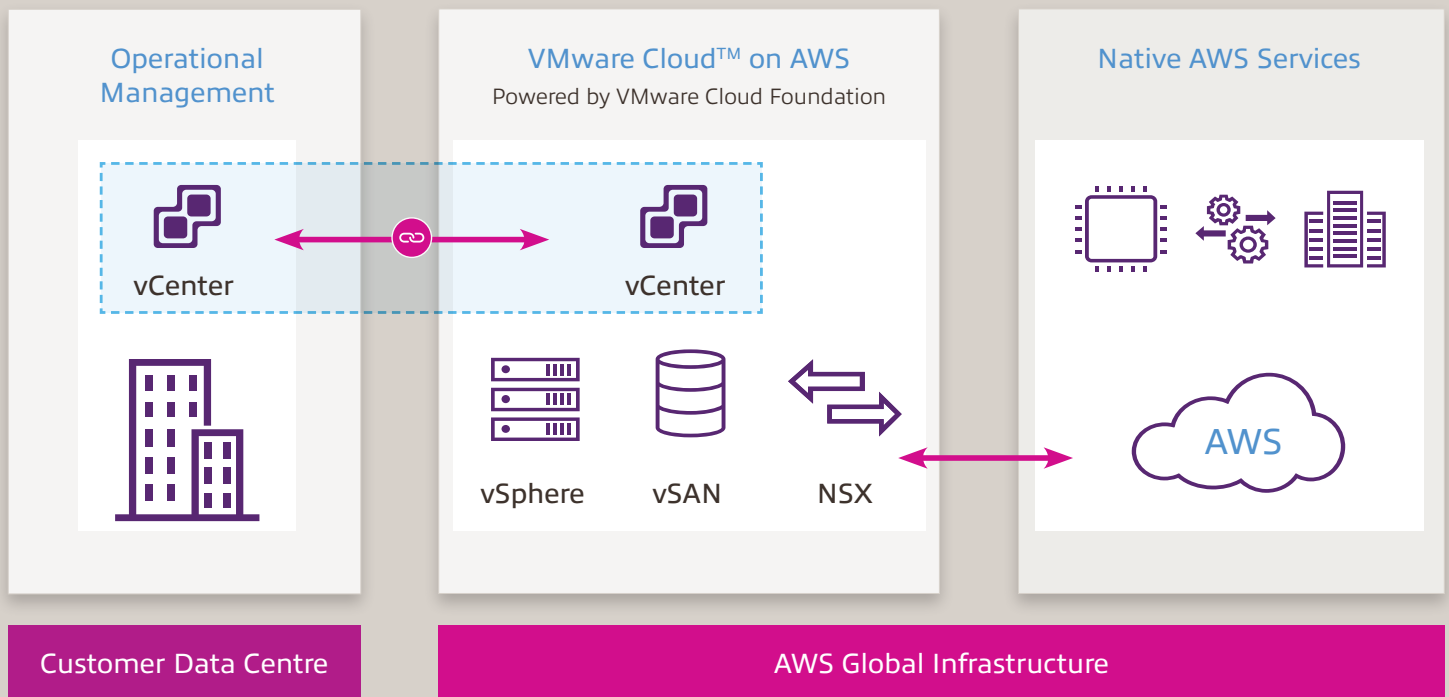 Operational
Management
VMware Cloud™ on AWS
Powered by VMware Cloud Foundation
Native AWS Services
vCenter
vCenter
vSphere
vSAN
NSX
AWS
Customer Data Centre
AWS Global Infrastructure